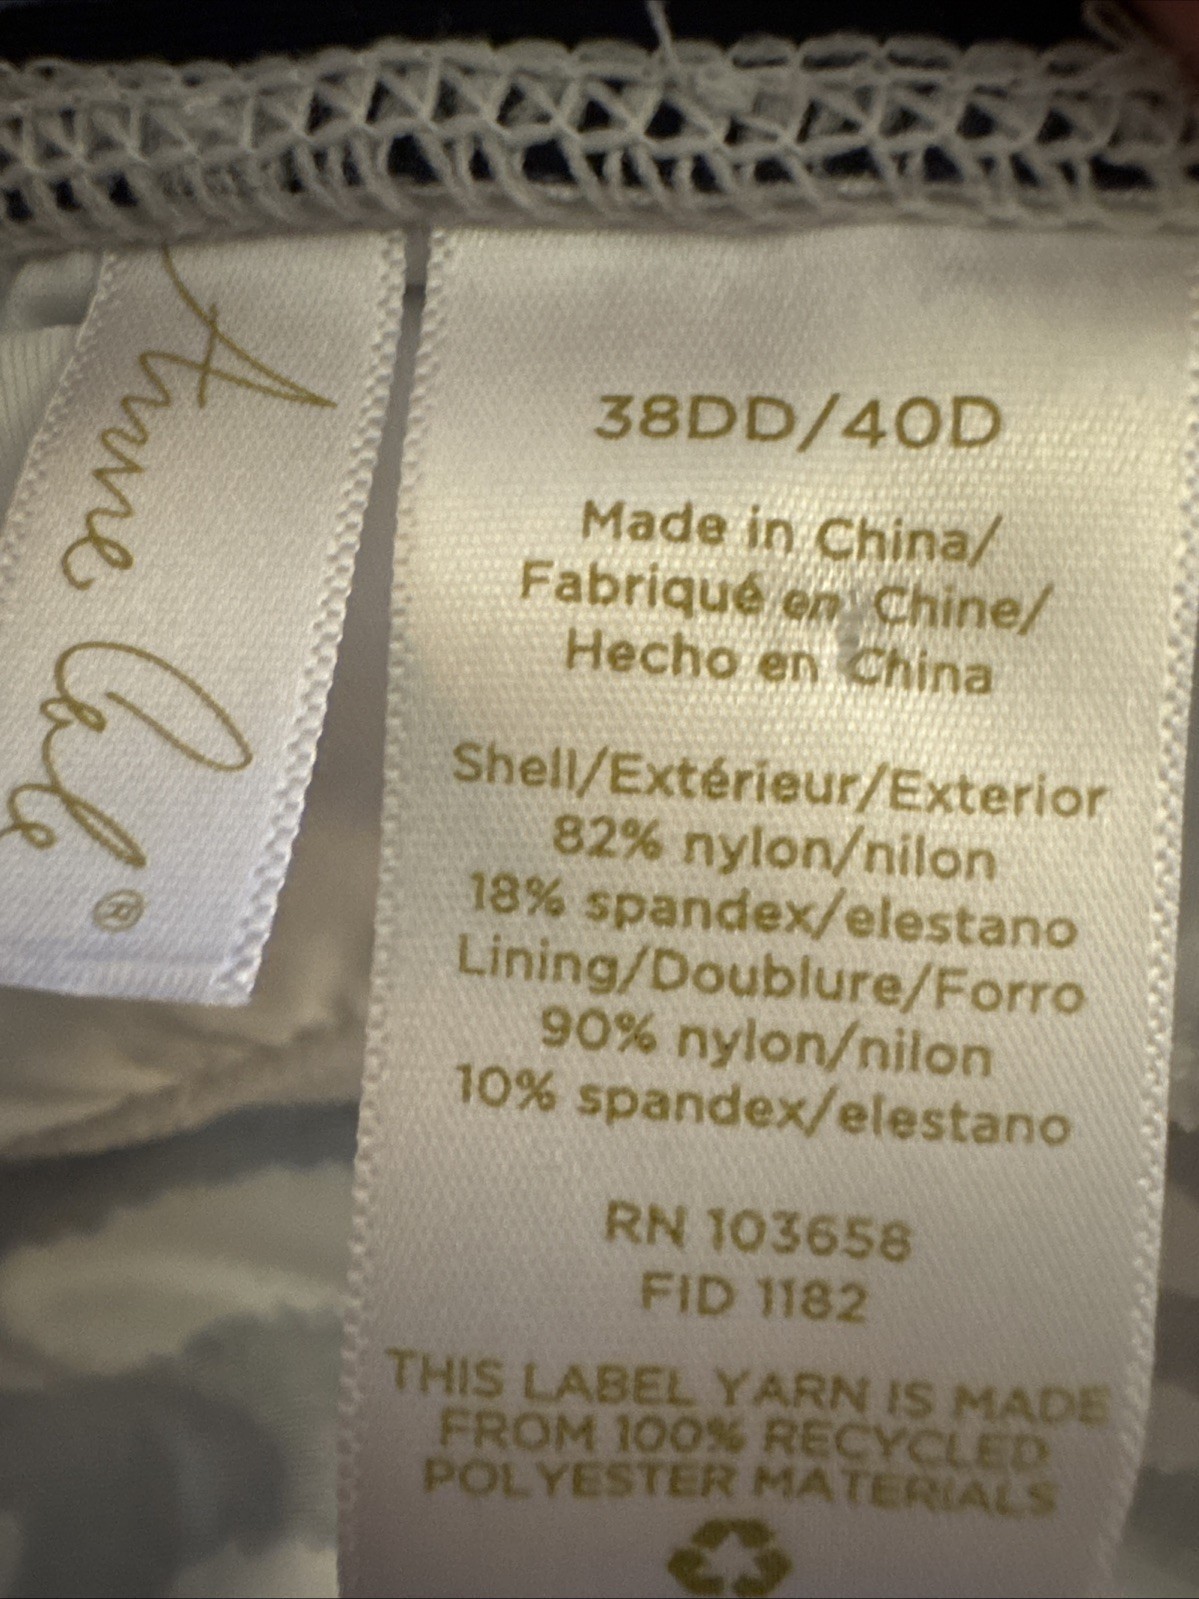 Anne Cole®
38DD/40D
Made in China/
Fabriqué en Chine/
Hecho en China
Shell/Extérieur/Exterior
82% nylon/nilon
18% spandex/elestano
Lining/Doublure/Forro
90% nylon/nilon
10% spandex/elestano
RN 103658
FID 1182
THIS LABEL YARN IS MADE
FROM 100% RECYCLED
POLYESTER MATERIALS